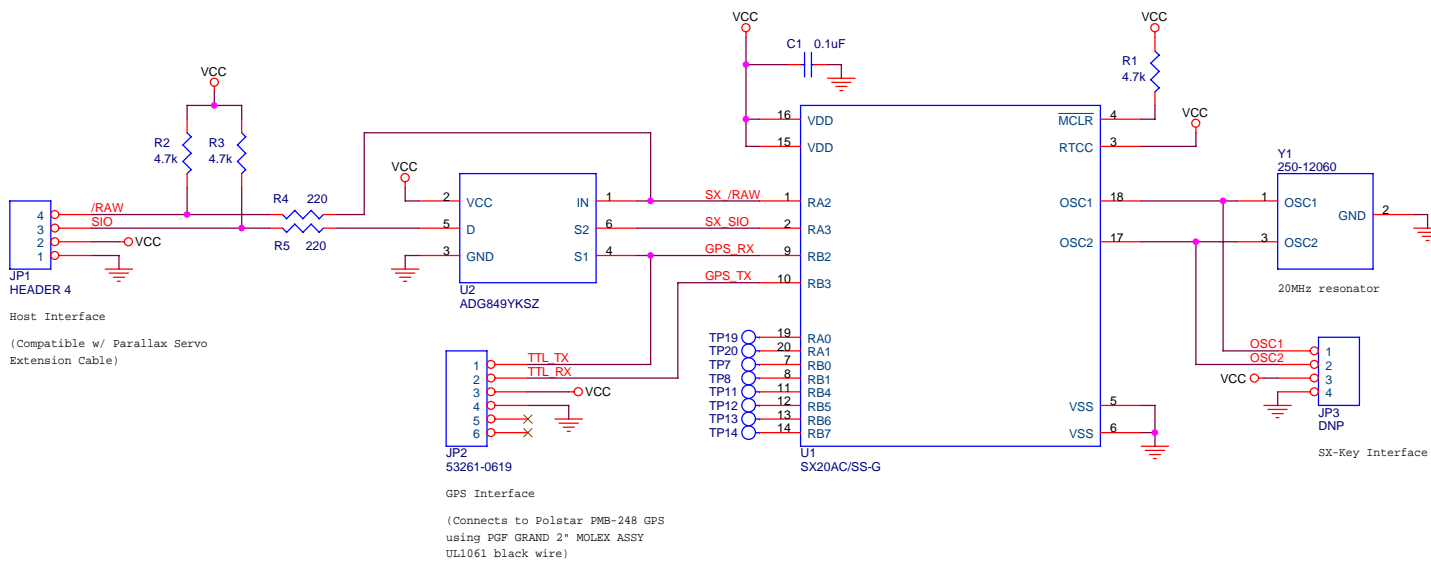 VCC
C1 0.1uF
VCC
R1
4.7k
VCC
R2
4.7k
R3
4.7k
VCC
R4 220
R5 220
/RAW
SIO
4
3
2
1
VCC
JP1
HEADER 4
Host Interface
(Compatible w/ Parallax Servo
Extension Cable)
VCC
2 VCC IN 1
5 D S2 6
3 GND S1 4
U2
ADG849YKSZ
SX_/RAW
SX_SIO
GPS_RX
GPS_TX
TTL_TX
TTL_RX
1
2
3
4
5
6
VCC
JP2
53261-0619
GPS Interface
(Connects to Polstar PMB-248 GPS
using PGF GRAND 2" MOLEX ASSY
UL1061 black wire)
16 VDD
15 VDD
1 RA2
2 RA3
9 RB2
10 RB3
TP19 19 RA0
TP20 20 RA1
TP7 7 RB0
TP8 8 RB1
TP11 11 RB4
TP12 12 RB5
TP13 13 RB6
TP14 14 RB7
MCLR 4
RTCC 3
VCC
OSC1 18
OSC2 17
VSS 5
VSS 6
U1
SX20AC/SS-G
Y1
250-12060
1 OSC1
GND 2
3 OSC2
20MHz resonator
OSC1 1
OSC2 2
VCC 3
4
JP3
DNP
SX-Key Interface